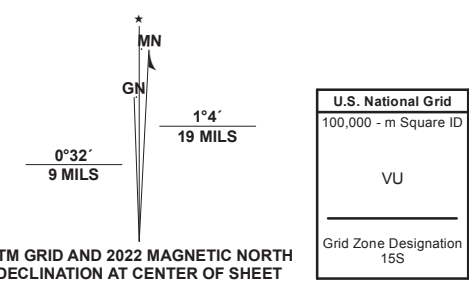 ★
MN
GN
1°4´
19 MILS
0°32´
9 MILS
TM GRID AND 2022 MAGNETIC NORTH
DECLINATION AT CENTER OF SHEET
U.S. National Grid
100,000 - m Square ID
VU
Grid Zone Designation
15S